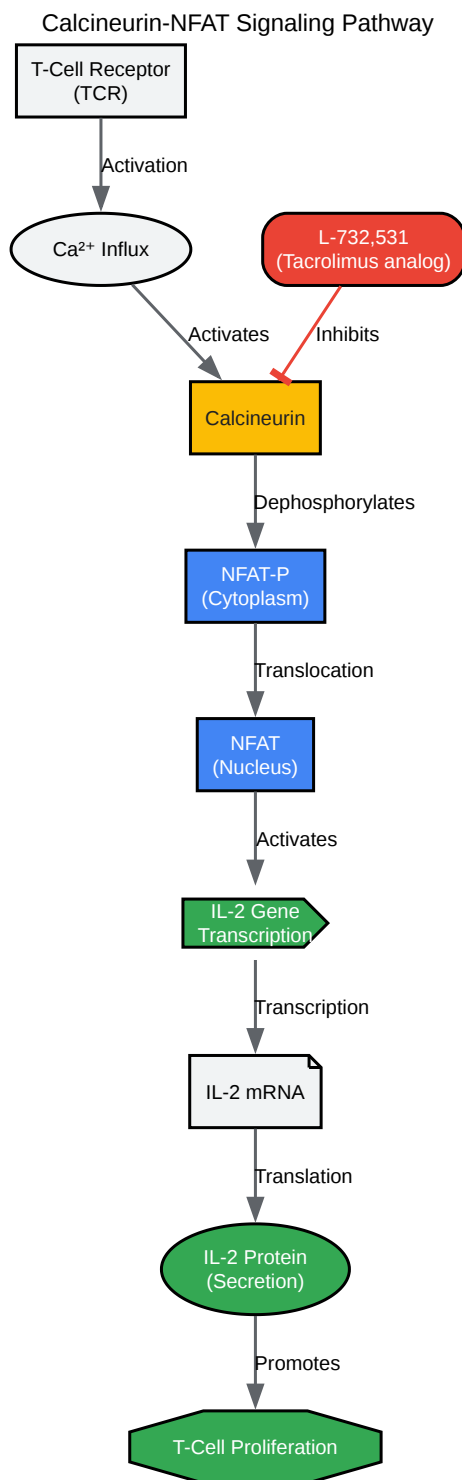 Calcineurin-NFAT Signaling Pathway
T-Cell Receptor
(TCR)
Activation
Ca²⁺ Influx
L-732,531
(Tacrolimus analog)
Activates
Inhibits
Calcineurin
Dephosphorylates
NFAT-P
(Cytoplasm)
Translocation
NFAT
(Nucleus)
Activates
IL-2 Gene
Transcription
Transcription
IL-2 mRNA
Translation
IL-2 Protein
(Secretion)
Promotes
T-Cell Proliferation